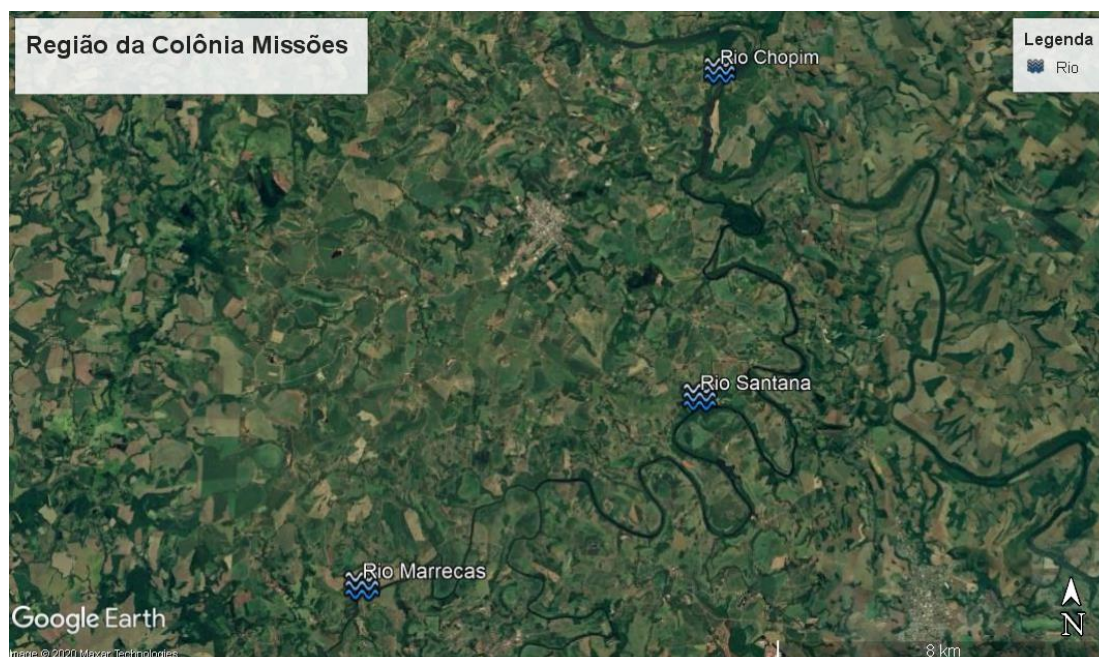 Região da Colônia Missões
Rio Chopim
Legenda
Rio
Rio Santana
Rio Marrecas
Google Earth
N
Image © 2020 Maxar Technologies
8 km